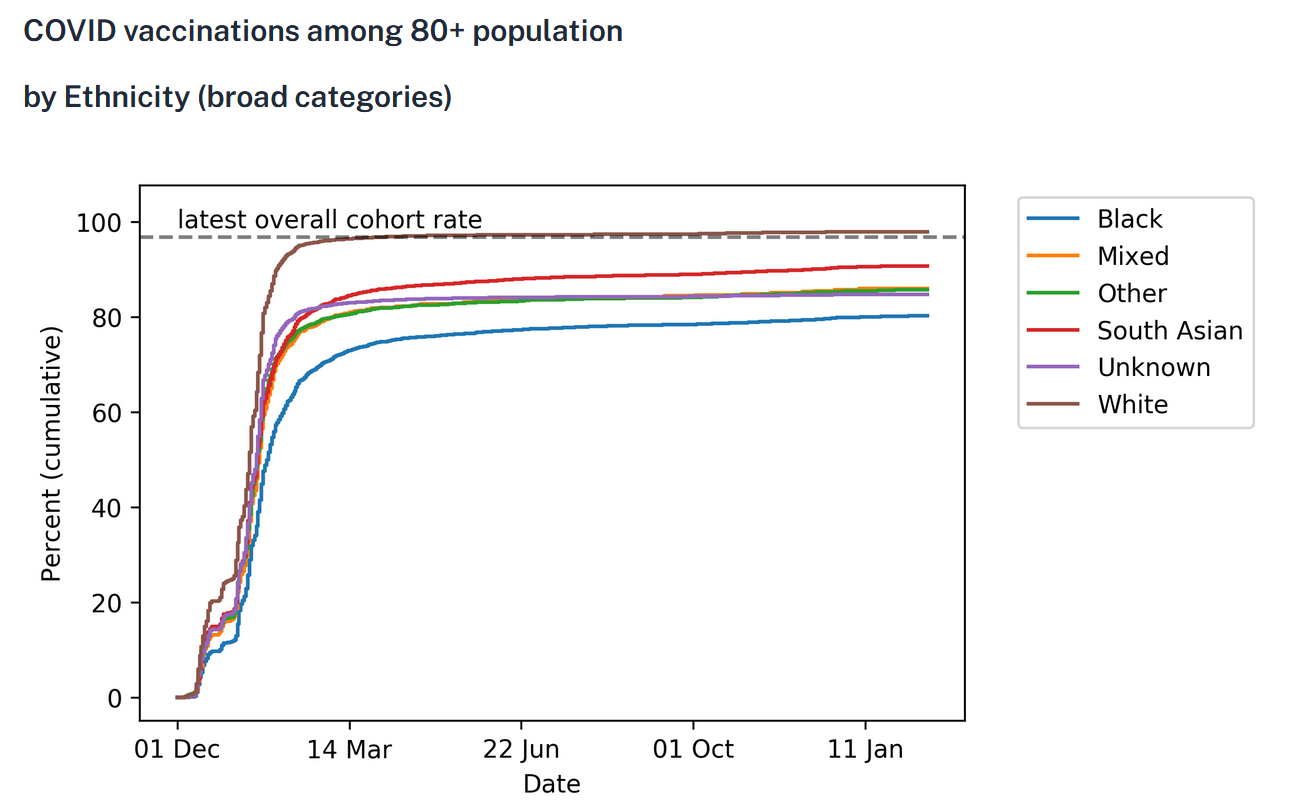 COVID vaccinations among 80+ population
by Ethnicity (broad categories)
latest overall cohort rate
100
80
60
40
20
0
Percent (cumulative)
01 Dec
14 Mar
22 Jun
01 Oct
11 Jan
Date
Black
Mixed
Other
South Asian
Unknown
White